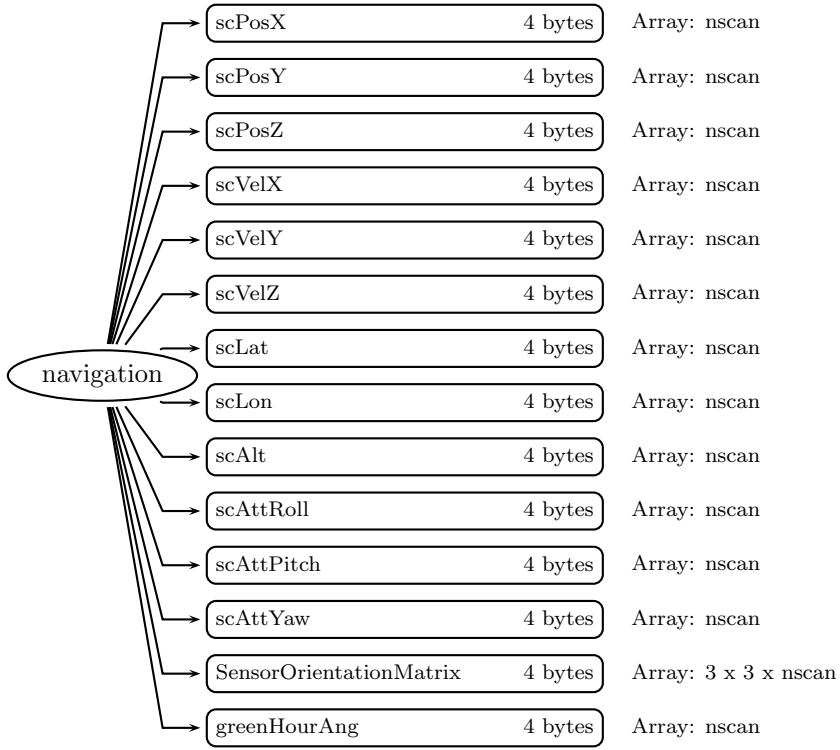 scPosX 4 bytes Array: nscan
scPosY 4 bytes Array: nscan
scPosZ 4 bytes Array: nscan
scVelX 4 bytes Array: nscan
scVelY 4 bytes Array: nscan
scVelZ 4 bytes Array: nscan
scLat 4 bytes Array: nscan
navigation
scLon 4 bytes Array: nscan
scAlt 4 bytes Array: nscan
scAttRoll 4 bytes Array: nscan
scAttPitch 4 bytes Array: nscan
scAttYaw 4 bytes Array: nscan
SensorOrientationMatrix 4 bytes Array: 3 x 3 x nscan
greenHourAng 4 bytes Array: nscan